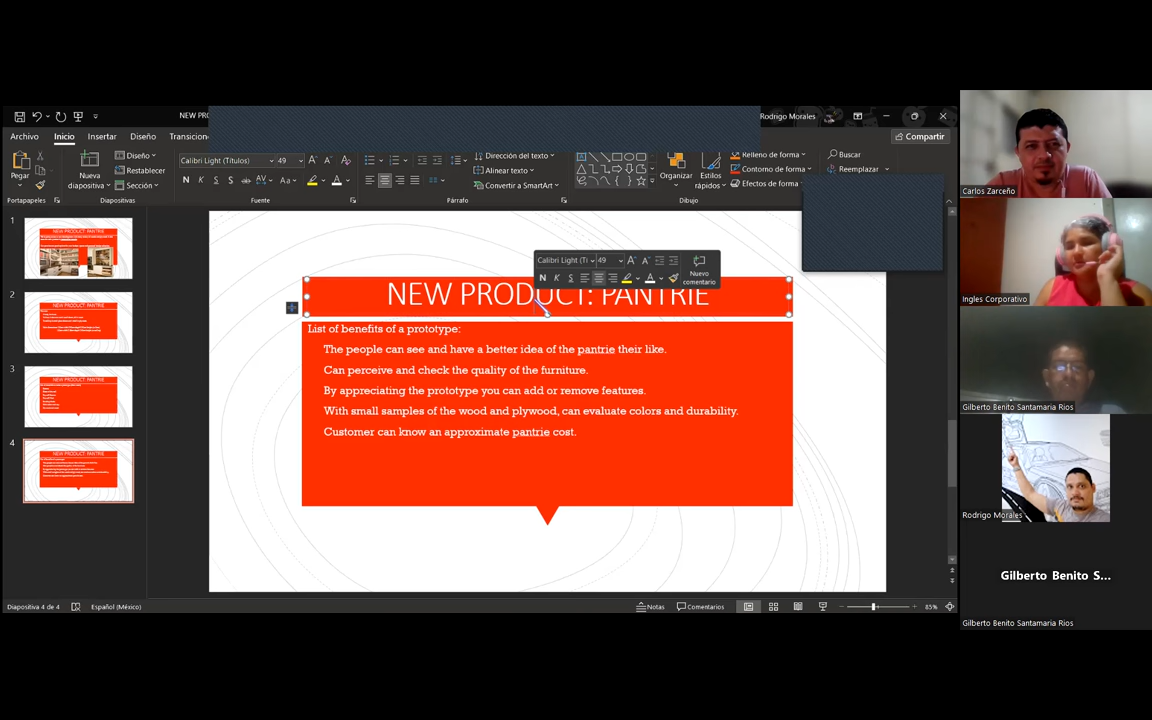 NEW PRO
Rodrigo Morales
Archivo Inicio Insertar Diseño Transicion
Compartir
Pegar
Nueva diapositiva
Diseño
Restablecer
Sección
Calibri Light (Títulos) 49
N K S S ab AV Aa A
Dirección del texto
Alinear texto
Convertir a SmartArt
Organizar
Estilos rápidos
Relleno de forma
Contorno de forma
Efectos de forma
Buscar
Reemplazar
Portapapeles
Diapositivas
Fuente
Párrafo
Dibujo
1
2
3
4
Calibri Light (Tí 49
N K S
Nuevo comentario
NEW PRODUCT: PANTRIE
List of benefits of a prototype:
The people can see and have a better idea of the pantrie their like.
Can perceive and check the quality of the furniture.
By appreciating the prototype you can add or remove features.
With small samples of the wood and plywood, can evaluate colors and durability.
Customer can know an approximate pantrie cost.
Diapositiva 4 de 4
Español (México)
Notas
Comentarios
85%
Carlos Zarceño
Ingles Corporativo
Gilberto Benito Santamaria Rios
Rodrigo Morales
Gilberto Benito S...
Gilberto Benito Santamaria Rios